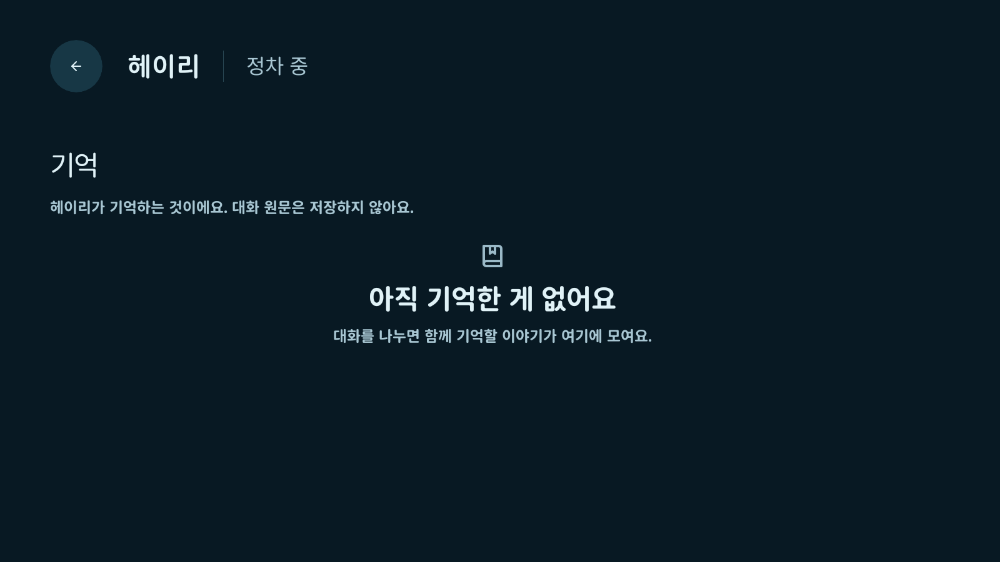 헤이리
정차 중
기억
헤이리가 기억하는 것이에요. 대화 원문은 저장하지 않아요.
아직 기억한 게 없어요
대화를 나누면 함께 기억할 이야기가 여기에 모여요.